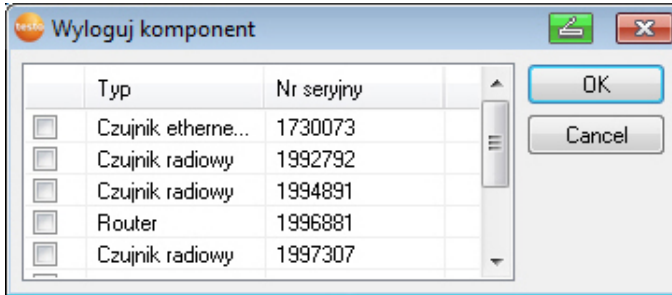 testo Wyloguj komponent
Typ Nr seryjny
OK
Czujnik etherne... 1730073
Cancel
Czujnik radiowy 1992792
Czujnik radiowy 1994891
Router 1996881
Czujnik radiowy 1997307